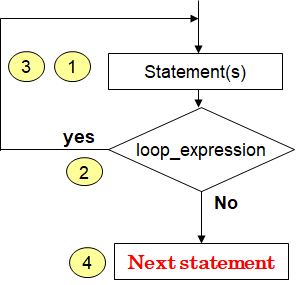 3 1 Statement(s)
yes
loop_expression
2
No
4 Next statement